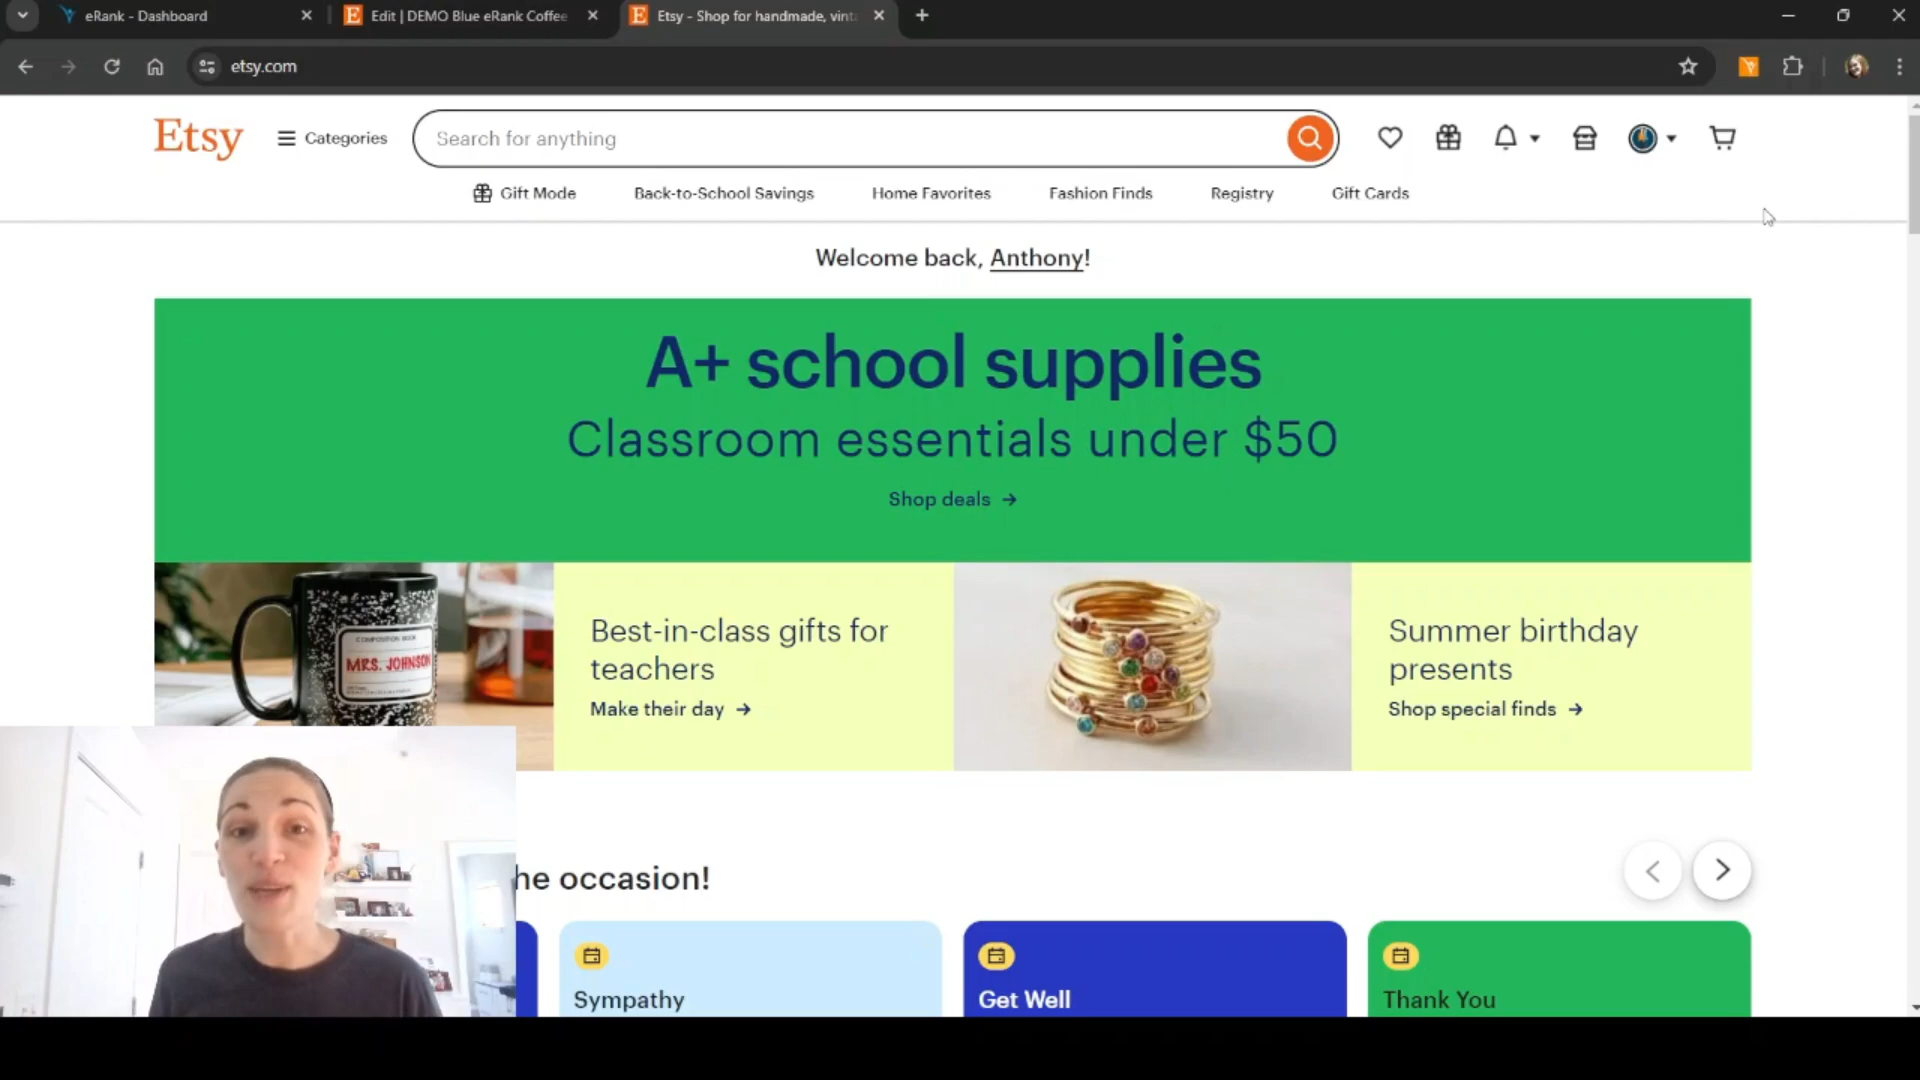 eRank - Dashboard
Edit | DEMO Blue eRank Coffee
Etsy - Shop for handmade, vint
etsy.com
Etsy
Categories
Search for anything
Gift Mode
Back-to-School Savings
Home Favorites
Fashion Finds
Registry
Gift Cards
Welcome back, Anthony!
A+ school supplies
Classroom essentials under $50
Shop deals →
COMPOSITION BOOK
MRS. JOHNSON
Best-in-class gifts for
teachers
Make their day →
Summer birthday
presents
Shop special finds →
he occasion!
Sympathy
Get Well
Thank You